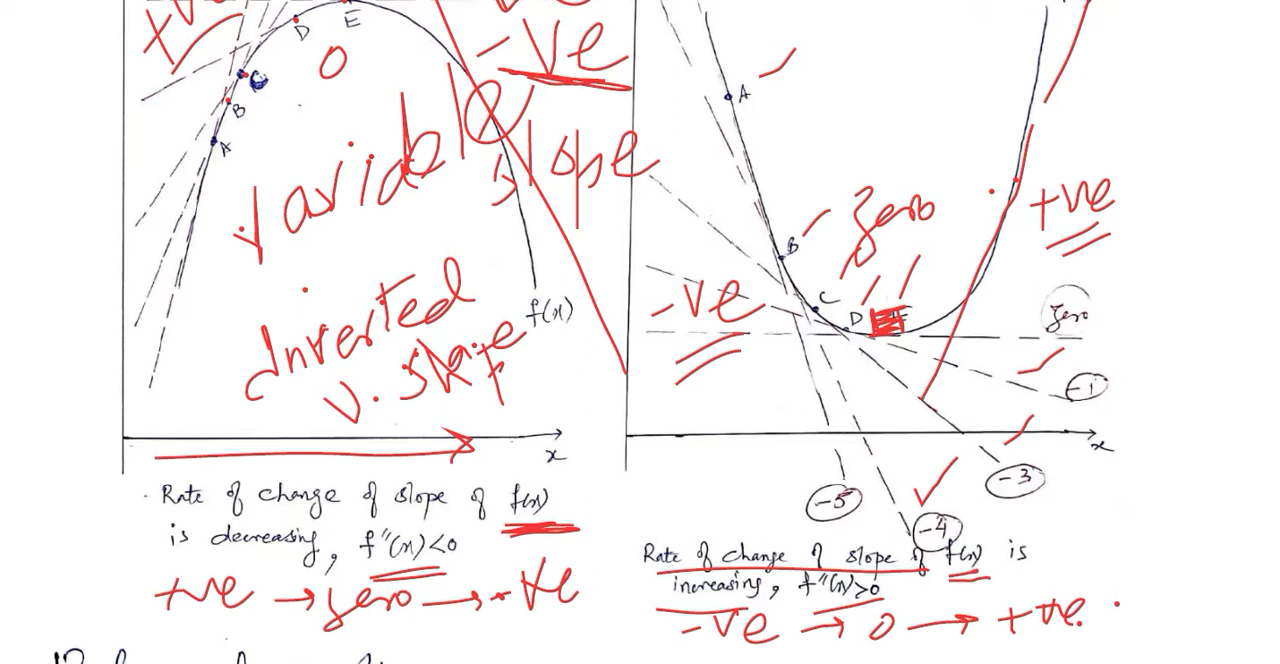 +ve
-ve
D
E
0
C
B
A
Variable slope
Inverted
U. Shape
f(x)
x
Rate of change of slope of f(x)
is decreasing, f"(x)<0
+ve → zero → -ve
A
B
C
D
zero
+ve
-ve
zero
-1
-3
-5
-4
x
Rate of change of slope of f(x) is
increasing, f"(x)>0
-ve → 0 → +ve.